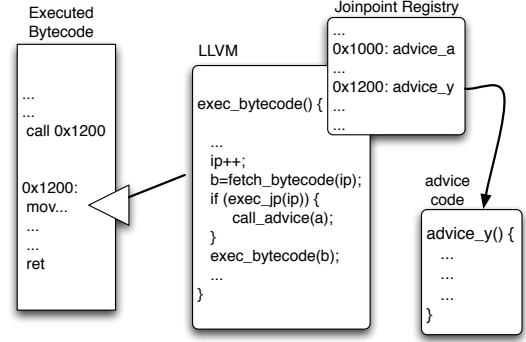 Executed
Bytecode
...
...
call 0x1200
0x1200:
mov...
...
...
ret
LLVM
exec_bytecode() {
...
ip++;
b=fetch_bytecode(ip);
if (exec_jp(ip)) {
call_advice(a);
}
exec_bytecode(b);
...
}
Joinpoint Registry
...
0x1000: advice_a
...
0x1200: advice_y
...
...
advice
code
advice_y() {
...
...
...
}